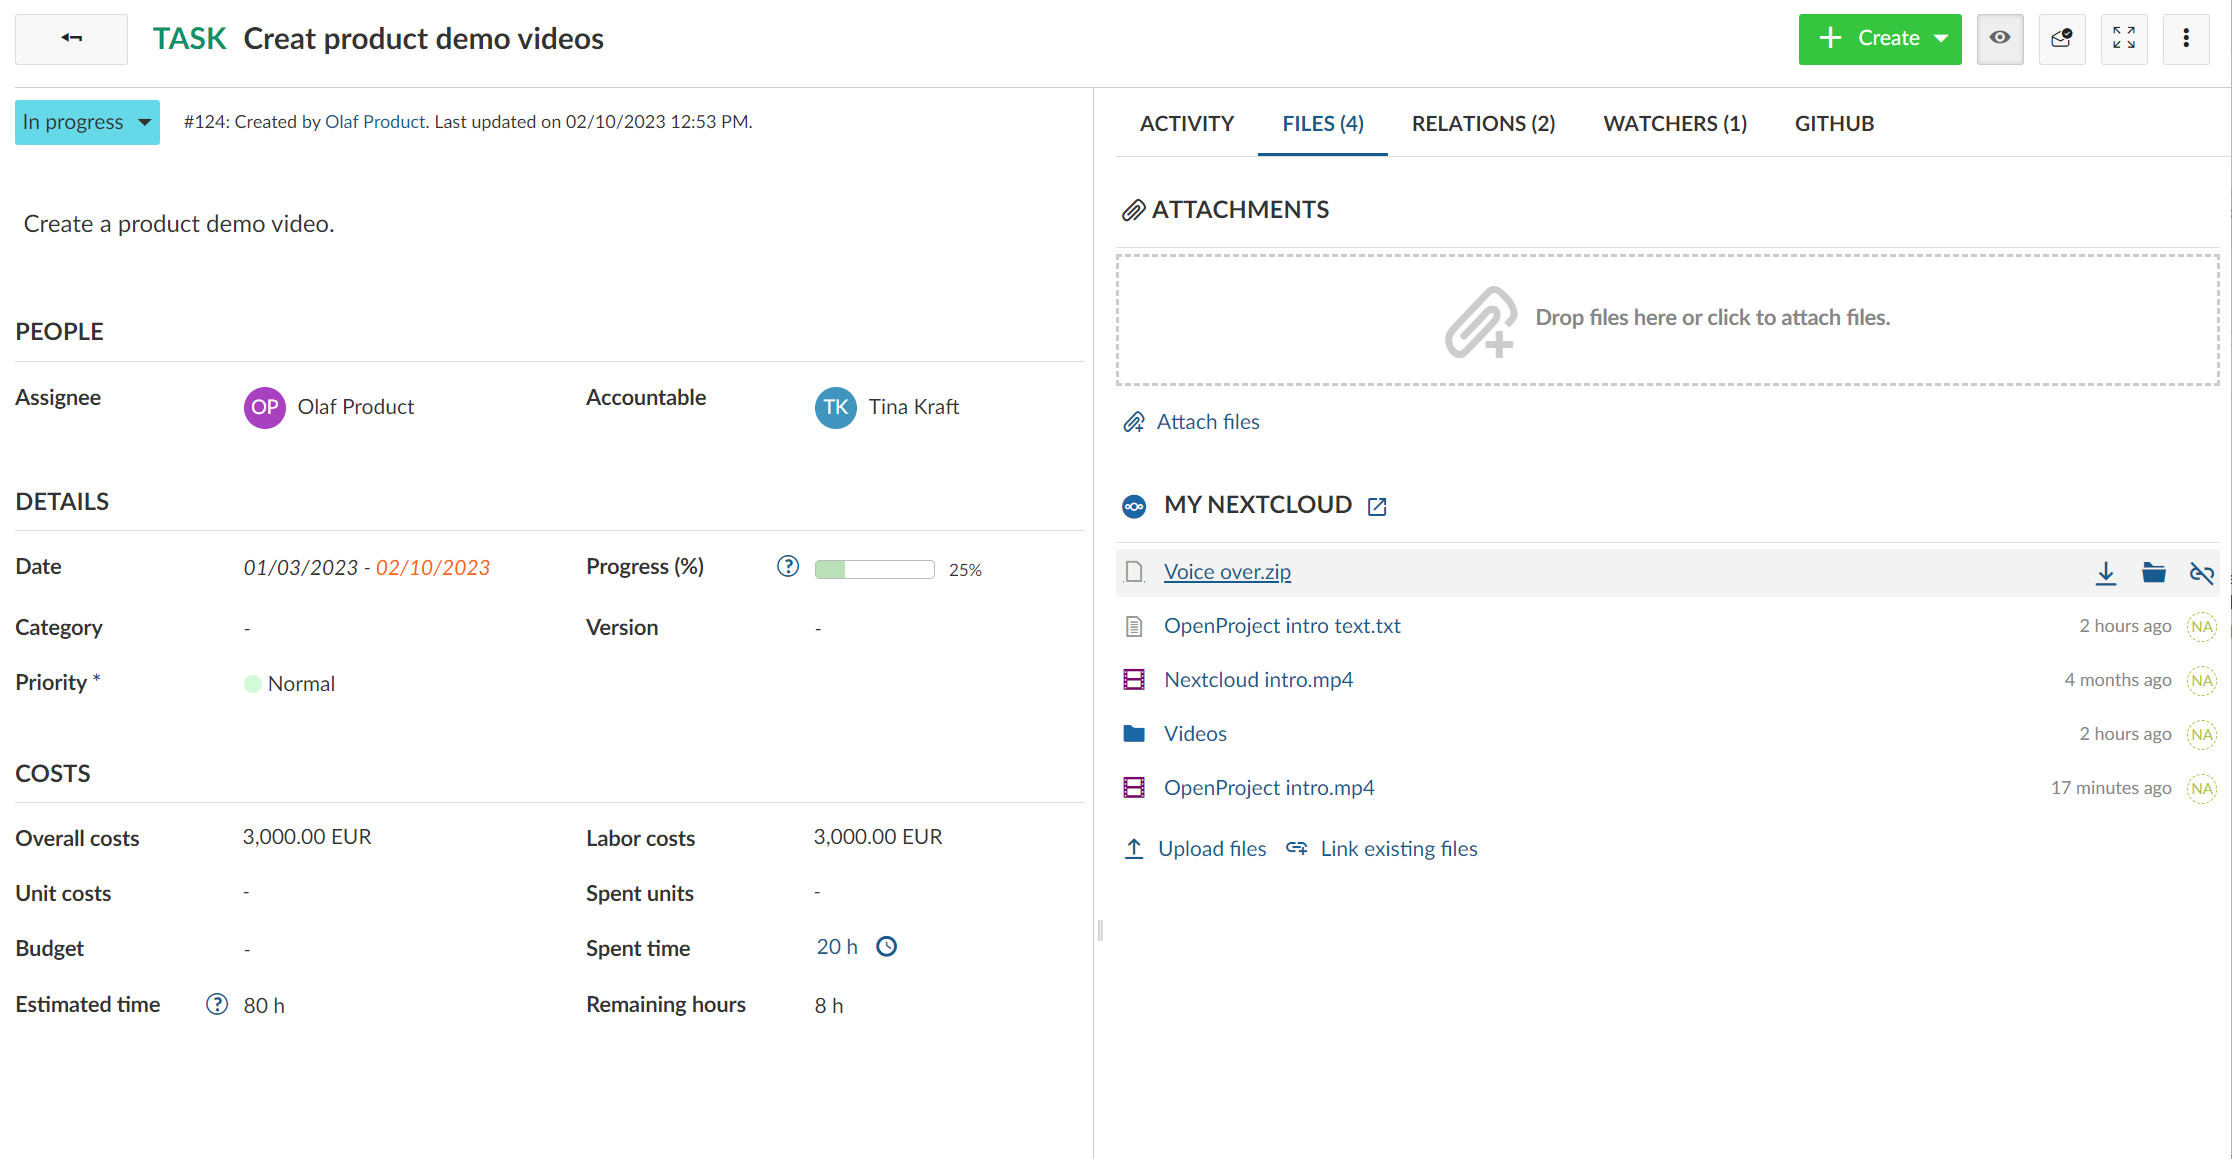 TASK Creat product demo videos
Create
In progress
#124: Created by Olaf Product. Last updated on 02/10/2023 12:53 PM.
Create a product demo video.
PEOPLE
Assignee OP Olaf Product Accountable TK Tina Kraft
DETAILS
Date 01/03/2023 - 02/10/2023 Progress (%) ? 25%
Category - Version -
Priority * Normal
COSTS
Overall costs 3,000.00 EUR Labor costs 3,000.00 EUR
Unit costs - Spent units -
Budget - Spent time 20 h
Estimated time ? 80 h Remaining hours 8 h
ACTIVITY FILES (4) RELATIONS (2) WATCHERS (1) GITHUB
ATTACHMENTS
Drop files here or click to attach files.
Attach files
MY NEXTCLOUD
Voice over.zip
OpenProject intro text.txt 2 hours ago NA
Nextcloud intro.mp4 4 months ago NA
Videos 2 hours ago NA
OpenProject intro.mp4 17 minutes ago NA
Upload files Link existing files